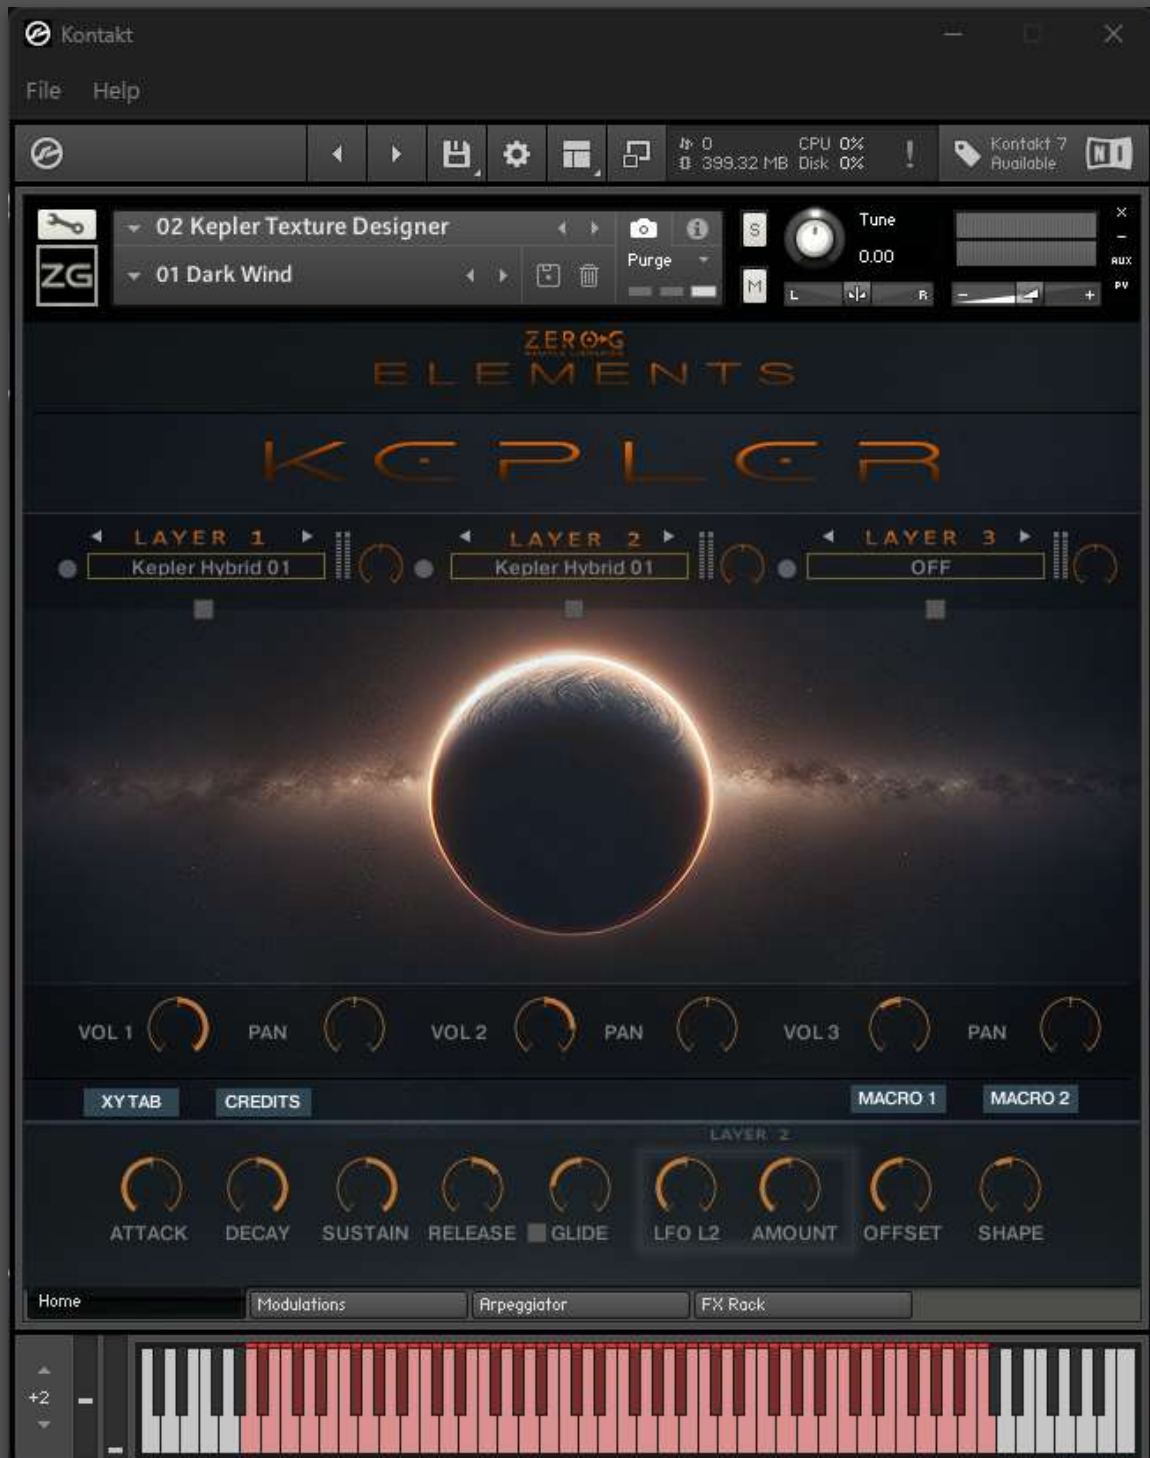 Kontakt
File Help
0 CPU 0% Kontakt 7
399.32 MB Disk 0% ! Available NI
02 Kepler Texture Designer i S Tune X
ZG 01 Dark Wind Purge 0.00 AUX
M L R - + PV
ZERO-G
ELEMENTS
KEPLER
LAYER 1 LAYER 2 LAYER 3
Kepler Hybrid 01 Kepler Hybrid 01 OFF
VOL 1 PAN VOL 2 PAN VOL 3 PAN
XY TAB CREDITS MACRO 1 MACRO 2
LAYER 2
ATTACK DECAY SUSTAIN RELEASE GLIDE LFO L2 AMOUNT OFFSET SHAPE
Home Modulations Arpeggiator FX Rack
+2